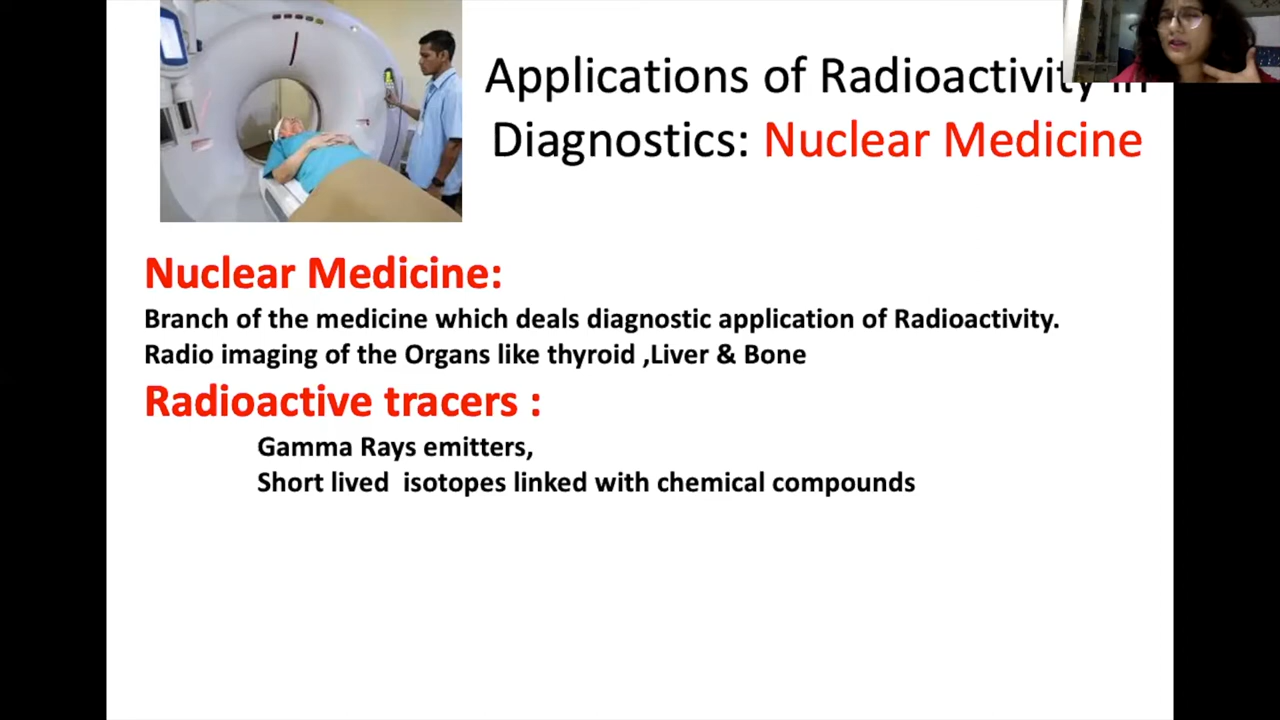 Applications of Radioactivity in
Diagnostics: Nuclear Medicine
Nuclear Medicine:
Branch of the medicine which deals diagnostic application of Radioactivity.
Radio imaging of the Organs like thyroid ,Liver & Bone
Radioactive tracers :
Gamma Rays emitters,
Short lived isotopes linked with chemical compounds